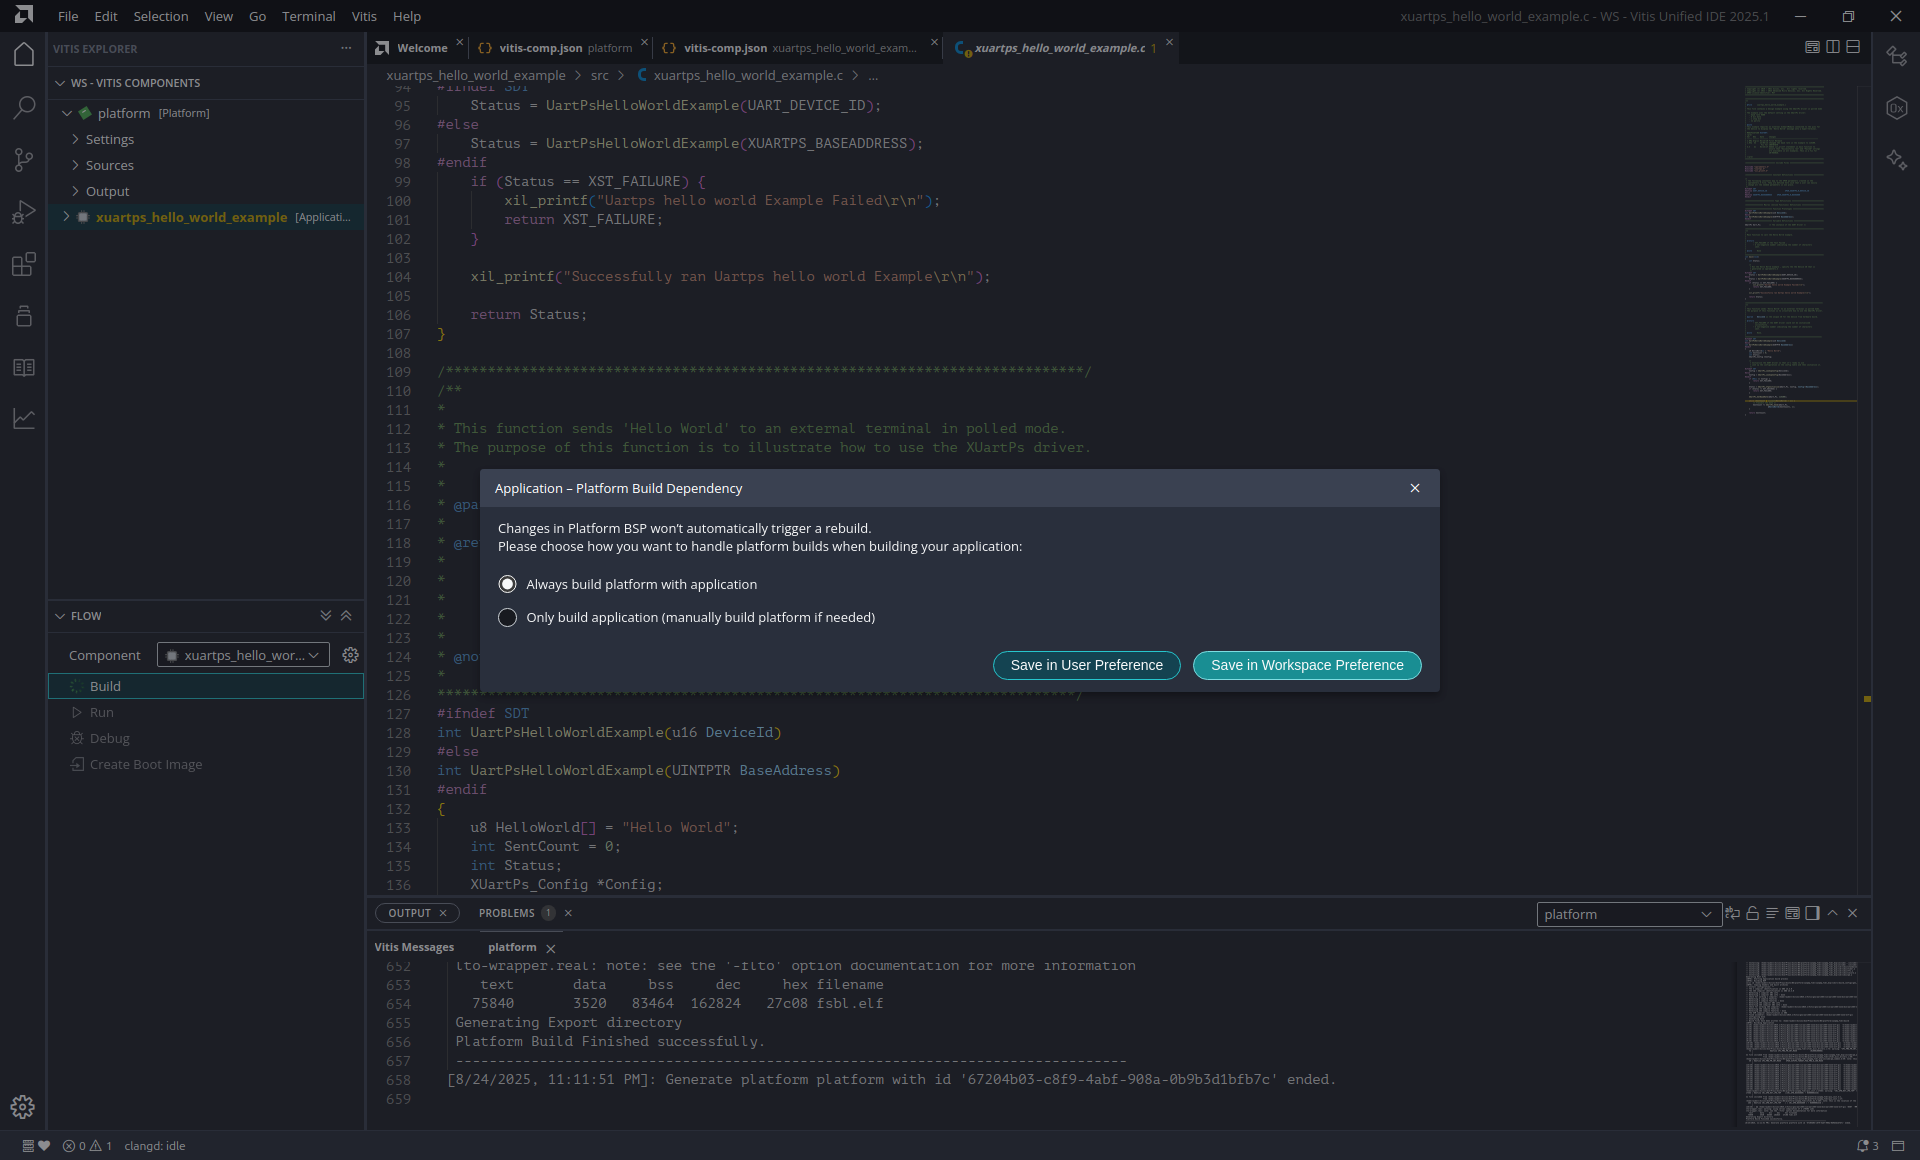 File Edit Selection View Go Terminal Vitis Help
xuartps_hello_world_example.c - WS - Vitis Unified IDE 2025.1
VITIS EXPLORER
Welcome
vitis-comp.json platform
vitis-comp.json xuartps_hello_world_exam...
xuartps_hello_world_example.c 1
xuartps_hello_world_example > src > C xuartps_hello_world_example.c > ...
WS - VITIS COMPONENTS
platform [Platform]
Settings
Sources
Output
xuartps_hello_world_example [Applicati...
94 #ifndef SDT
95 Status = UartPsHelloWorldExample(UART_DEVICE_ID);
96 #else
97 Status = UartPsHelloWorldExample(XUARTPS_BASEADDRESS);
98 #endif
99 if (Status == XST_FAILURE) {
100 xil_printf("Uartps hello world Example Failed\r\n");
101 return XST_FAILURE;
102 }
103
104 xil_printf("Successfully ran Uartps hello world Example\r\n");
105
106 return Status;
107 }
108
109 /****************************************************************************/
110 /**
111 *
112 * This function sends 'Hello World' to an external terminal in polled mode.
113 * The purpose of this function is to illustrate how to use the XUartPs driver.
114 *
115 *
116 * @pa
117 *
118 * @re
119 *
120 *
121 *
122 *
123 *
124 * @no
125 *
126 ****************************************************************************/
127 #ifndef SDT
128 int UartPsHelloWorldExample(u16 DeviceId)
129 #else
130 int UartPsHelloWorldExample(UINTPTR BaseAddress)
131 #endif
132 {
133 u8 HelloWorld[] = "Hello World";
134 int SentCount = 0;
135 int Status;
136 XUartPs_Config *Config;
Application – Platform Build Dependency
Changes in Platform BSP won’t automatically trigger a rebuild.
Please choose how you want to handle platform builds when building your application:
Always build platform with application
Only build application (manually build platform if needed)
Save in User Preference
Save in Workspace Preference
FLOW
Component xuartps_hello_wor...
Build
Run
Debug
Create Boot Image
OUTPUT
PROBLEMS 1
platform
Vitis Messages
platform
652 lto-wrapper.real: note: see the '-flto' option documentation for more information
653 text data bss dec hex filename
654 75840 3520 83464 162824 27c08 fsbl.elf
655 Generating Export directory
656 Platform Build Finished successfully.
657 --------------------------------------------------------------------------------
658 [8/24/2025, 11:11:51 PM]: Generate platform platform with id '67204b03-c8f9-4abf-908a-0b9b3d1bfb7c' ended.
659
0 1 clangd: idle
3
0x